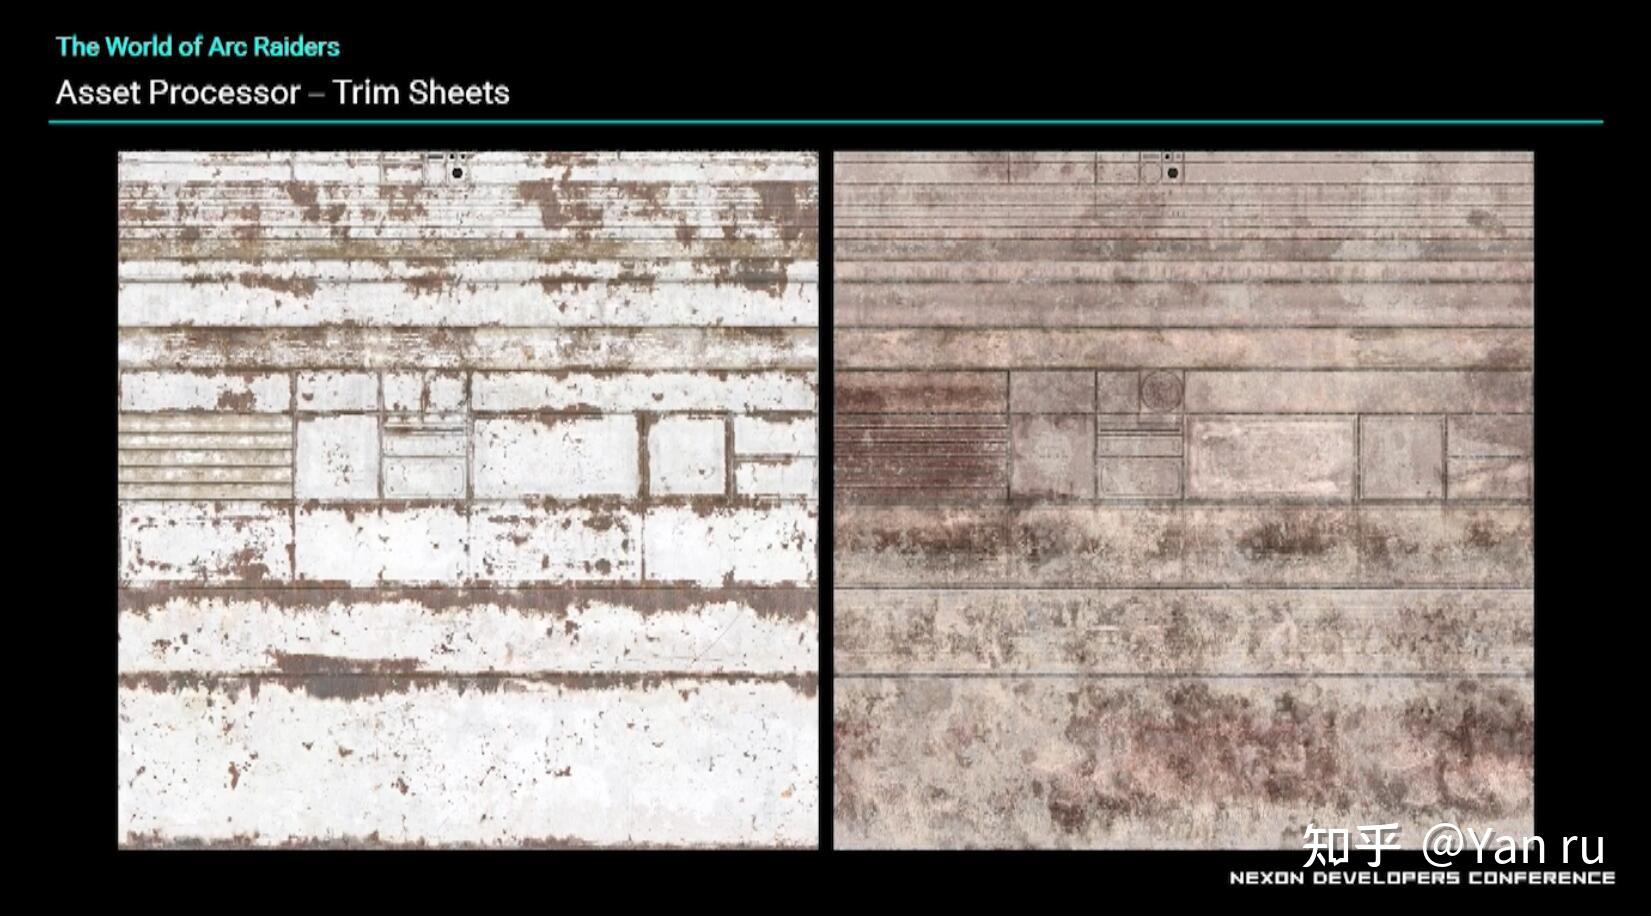 The World of Arc Raiders
Asset Processor – Trim Sheets
知乎 @Yan ru
NEXON DEVELOPERS CONFERENCE